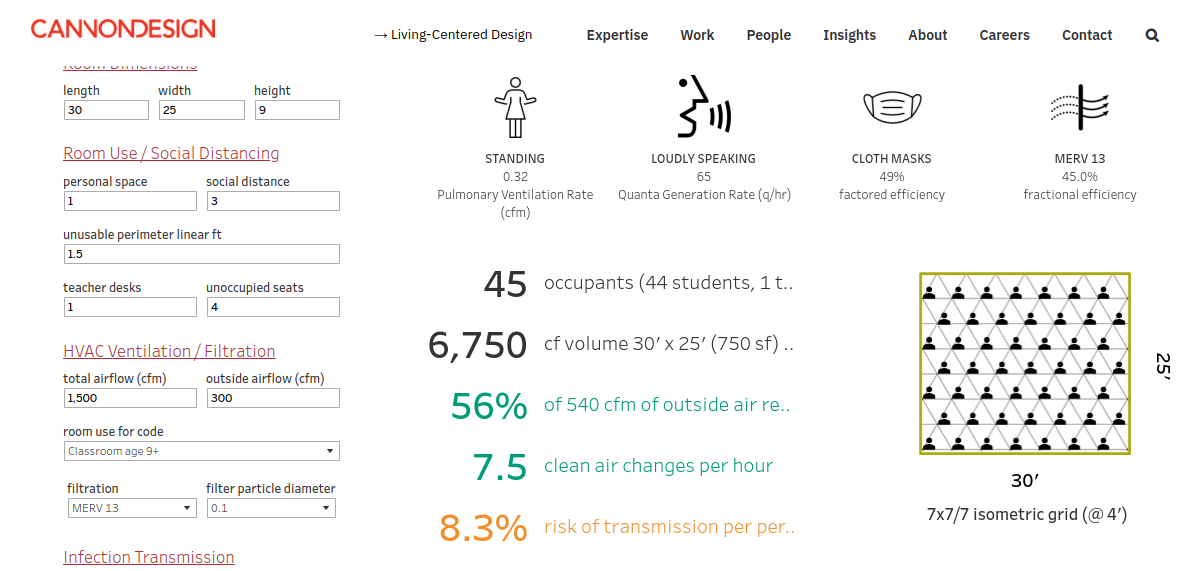 CANNONDESIGN
→ Living-Centered Design
Expertise
Work
People
Insights
About
Careers
Contact
Room Dimensions
length
width
height
30
25
9
Room Use / Social Distancing
personal space
social distance
1
3
unusable perimeter linear ft
1.5
teacher desks
unoccupied seats
1
4
HVAC Ventilation / Filtration
total airflow (cfm)
outside airflow (cfm)
1,500
300
room use for code
Classroom age 9+
filtration
filter particle diameter
MERV 13
0.1
Infection Transmission
STANDING
0.32
Pulmonary Ventilation Rate
(cfm)
LOUDLY SPEAKING
65
Quanta Generation Rate (q/hr)
CLOTH MASKS
49%
factored efficiency
MERV 13
45.0%
fractional efficiency
45 occupants (44 students, 1 t..
6,750 cf volume 30′ x 25′ (750 sf) ..
56% of 540 cfm of outside air re..
7.5 clean air changes per hour
8.3% risk of transmission per per..
25′
30′
7x7/7 isometric grid (@ 4′)